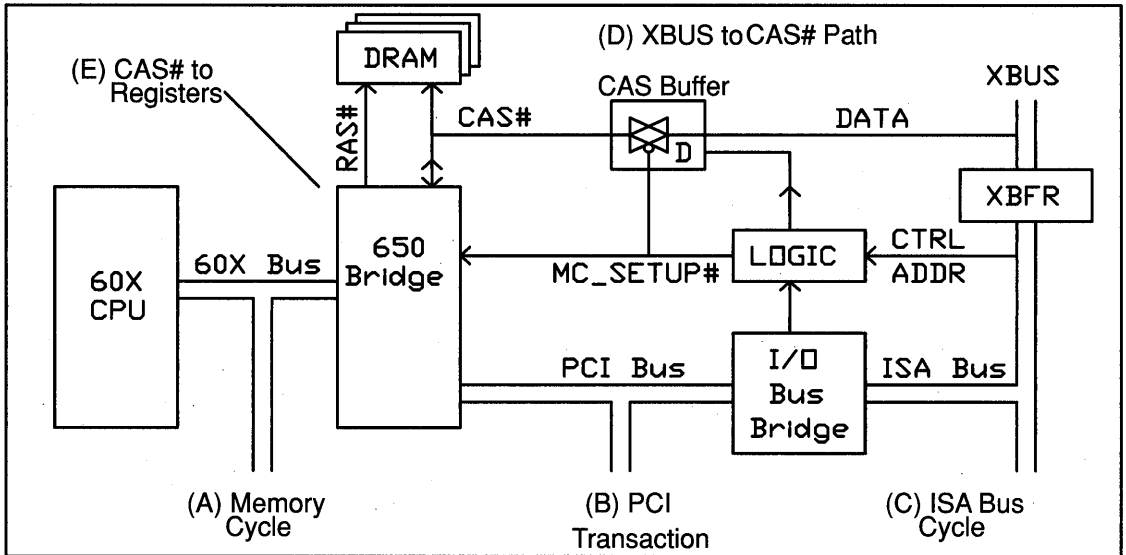 (D) XBUS to CAS# Path
DRAM
(E) CAS# to
Registers
CAS Buffer
XBUS
RAS#
CAS#
DATA
D
XBFR
650
Bridge
LOGIC
CTRL
ADDR
60X Bus
MC_SETUP#
60X
CPU
PCI Bus
I/O
Bus
Bridge
ISA Bus
(A) Memory
Cycle
(B) PCI
Transaction
(C) ISA Bus
Cycle